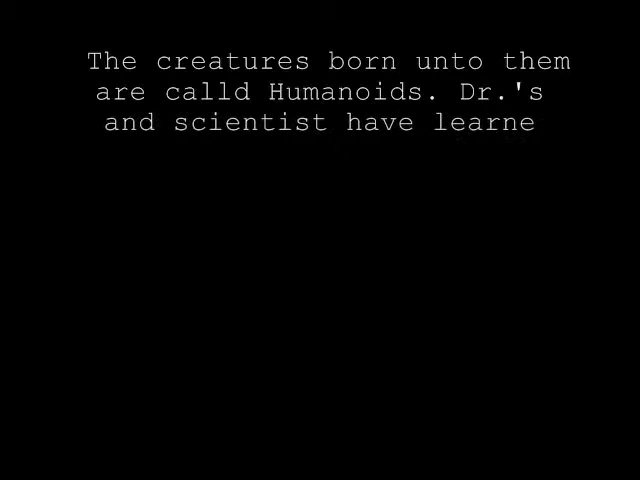 The creatures born unto them
are calld Humanoids. Dr.'s
and scientist have learne